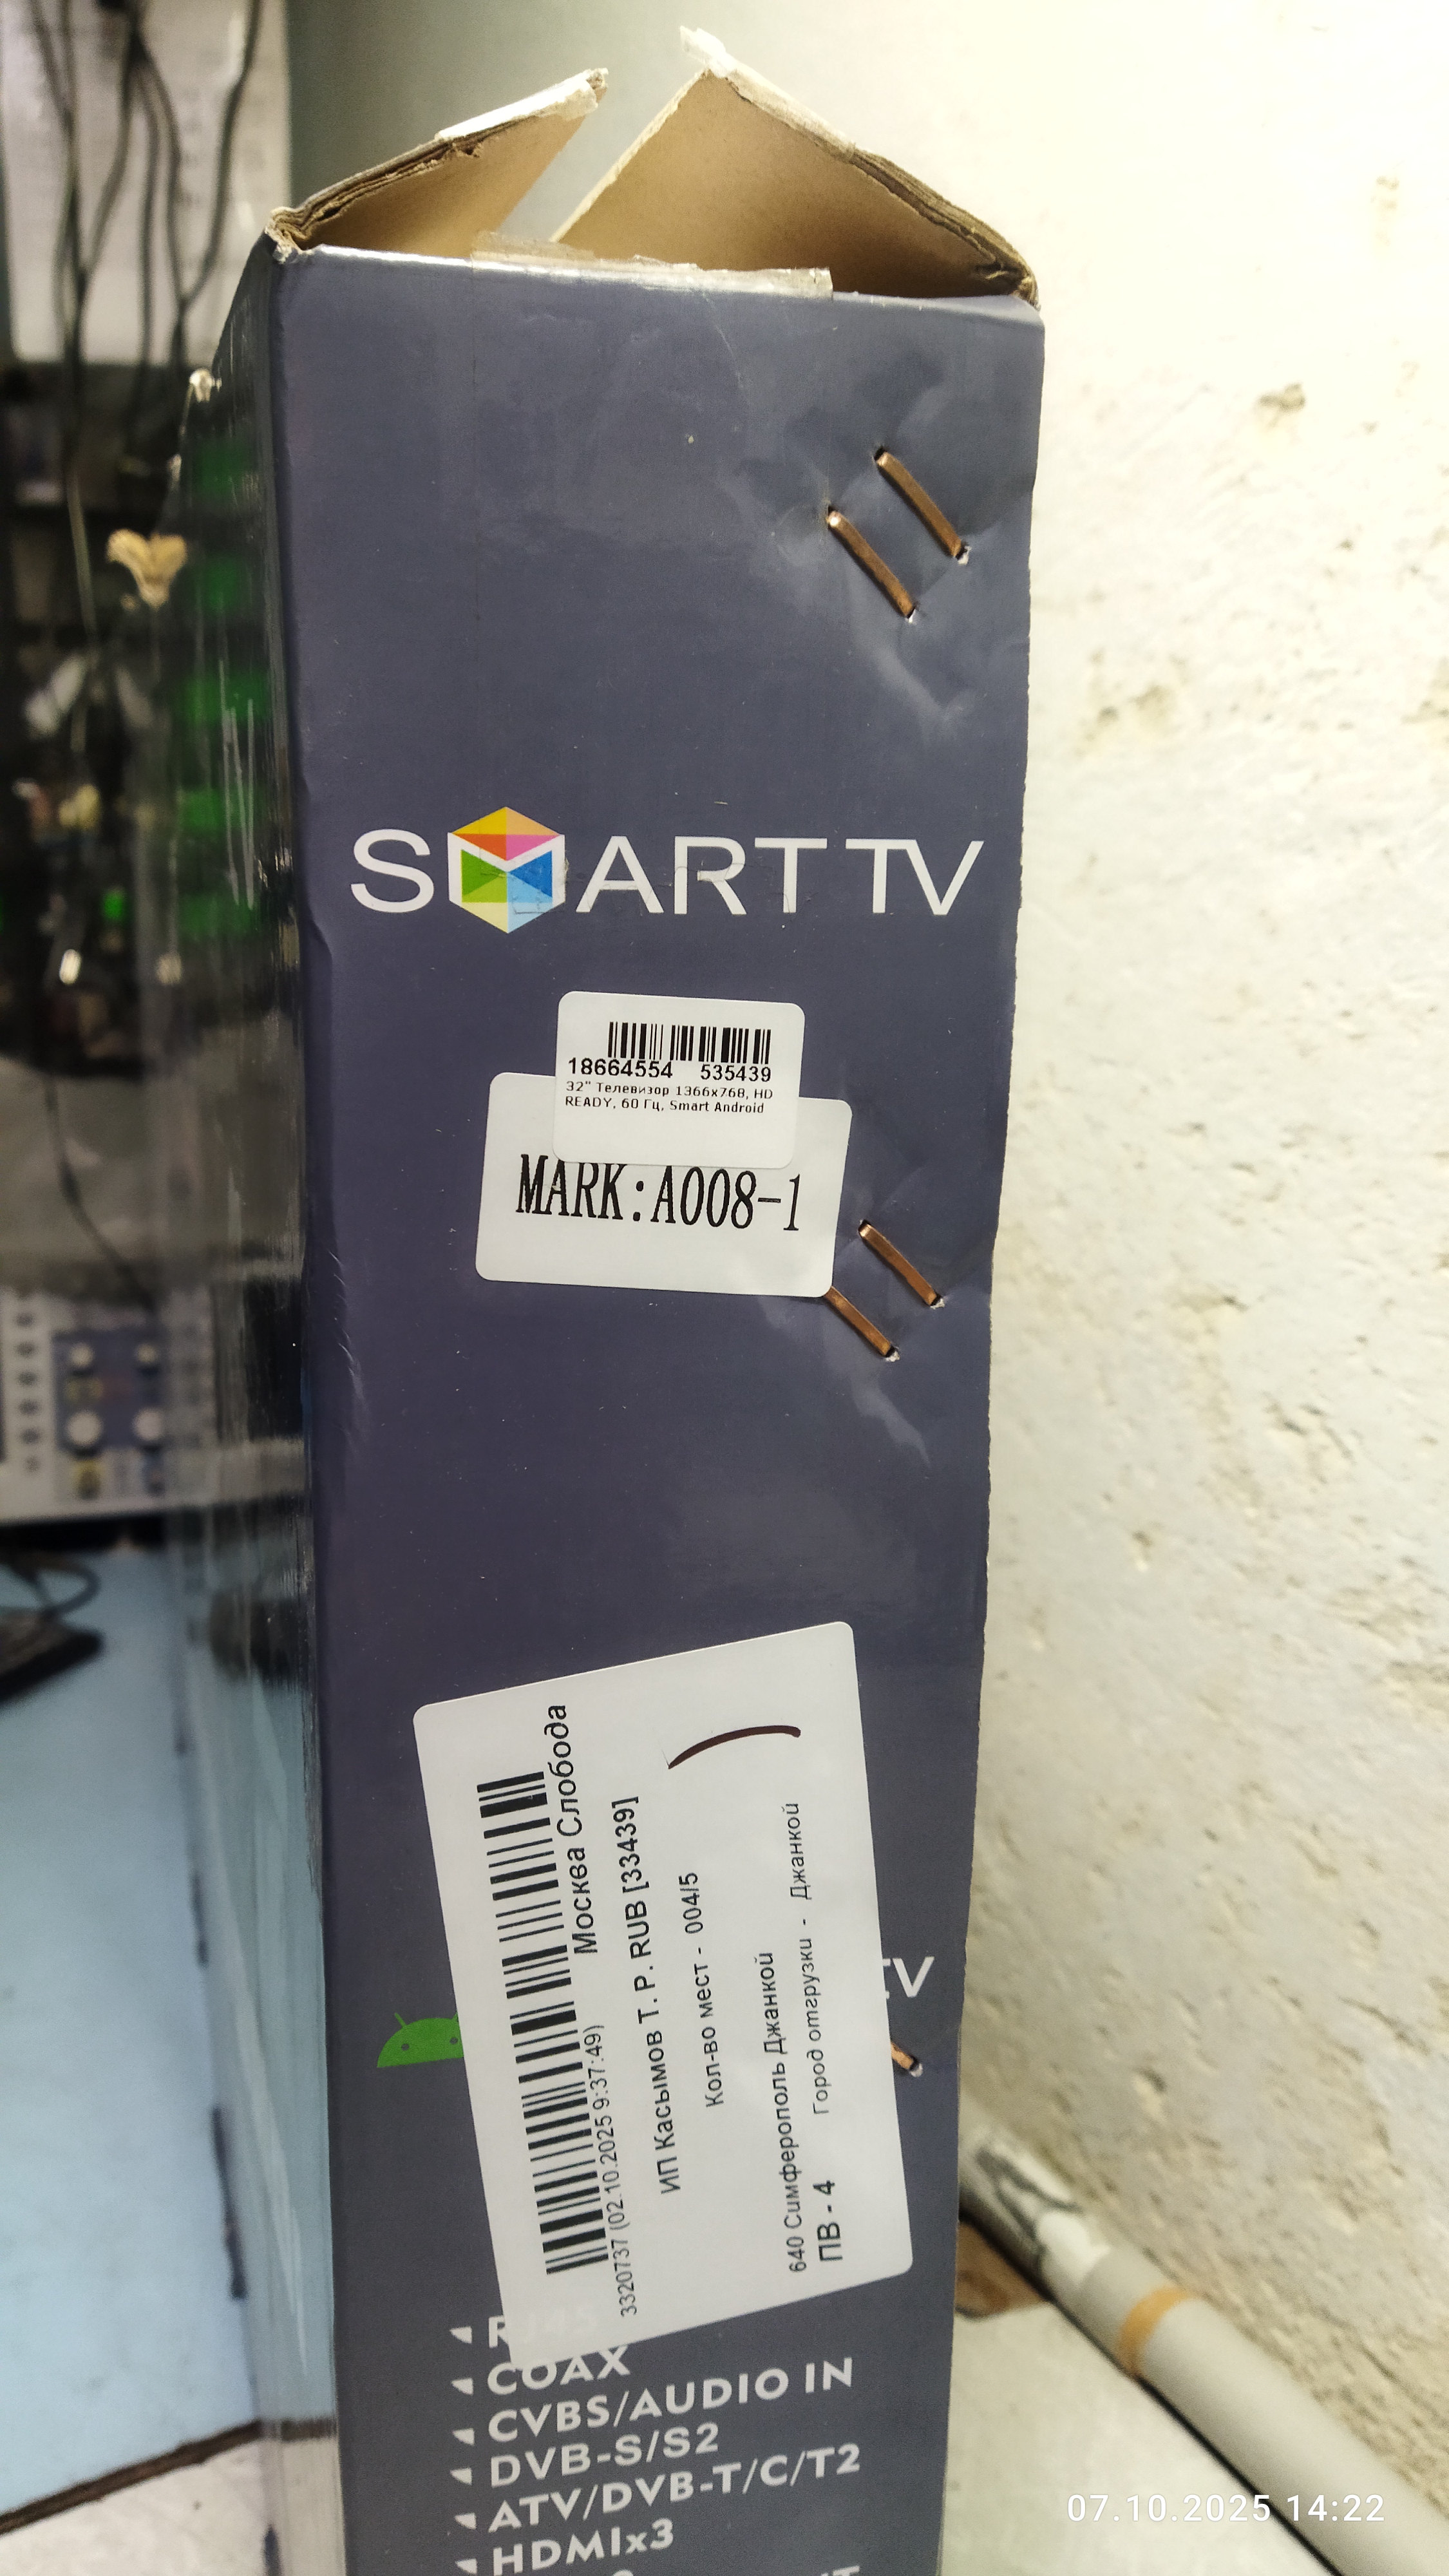 SMART TV
18664554 535439
32" Телевизор 1366x768, HD
READY, 60 Гц, Smart Android
MARK:A008-1
Москва Слобода
3320737 (02.10.2025 9:37:49)
ИП Касымов Т. Р. RUB [33439]
Кол-во мест - 004/5
640 Симферополь Джанкой
ПВ - 4 Город отгрузки - Джанкой
TV
RJ45
COAX
CVBS/AUDIO IN
DVB-S/S2
ATV/DVB-T/C/T2
HDMIx3
07.10.2025 14:22